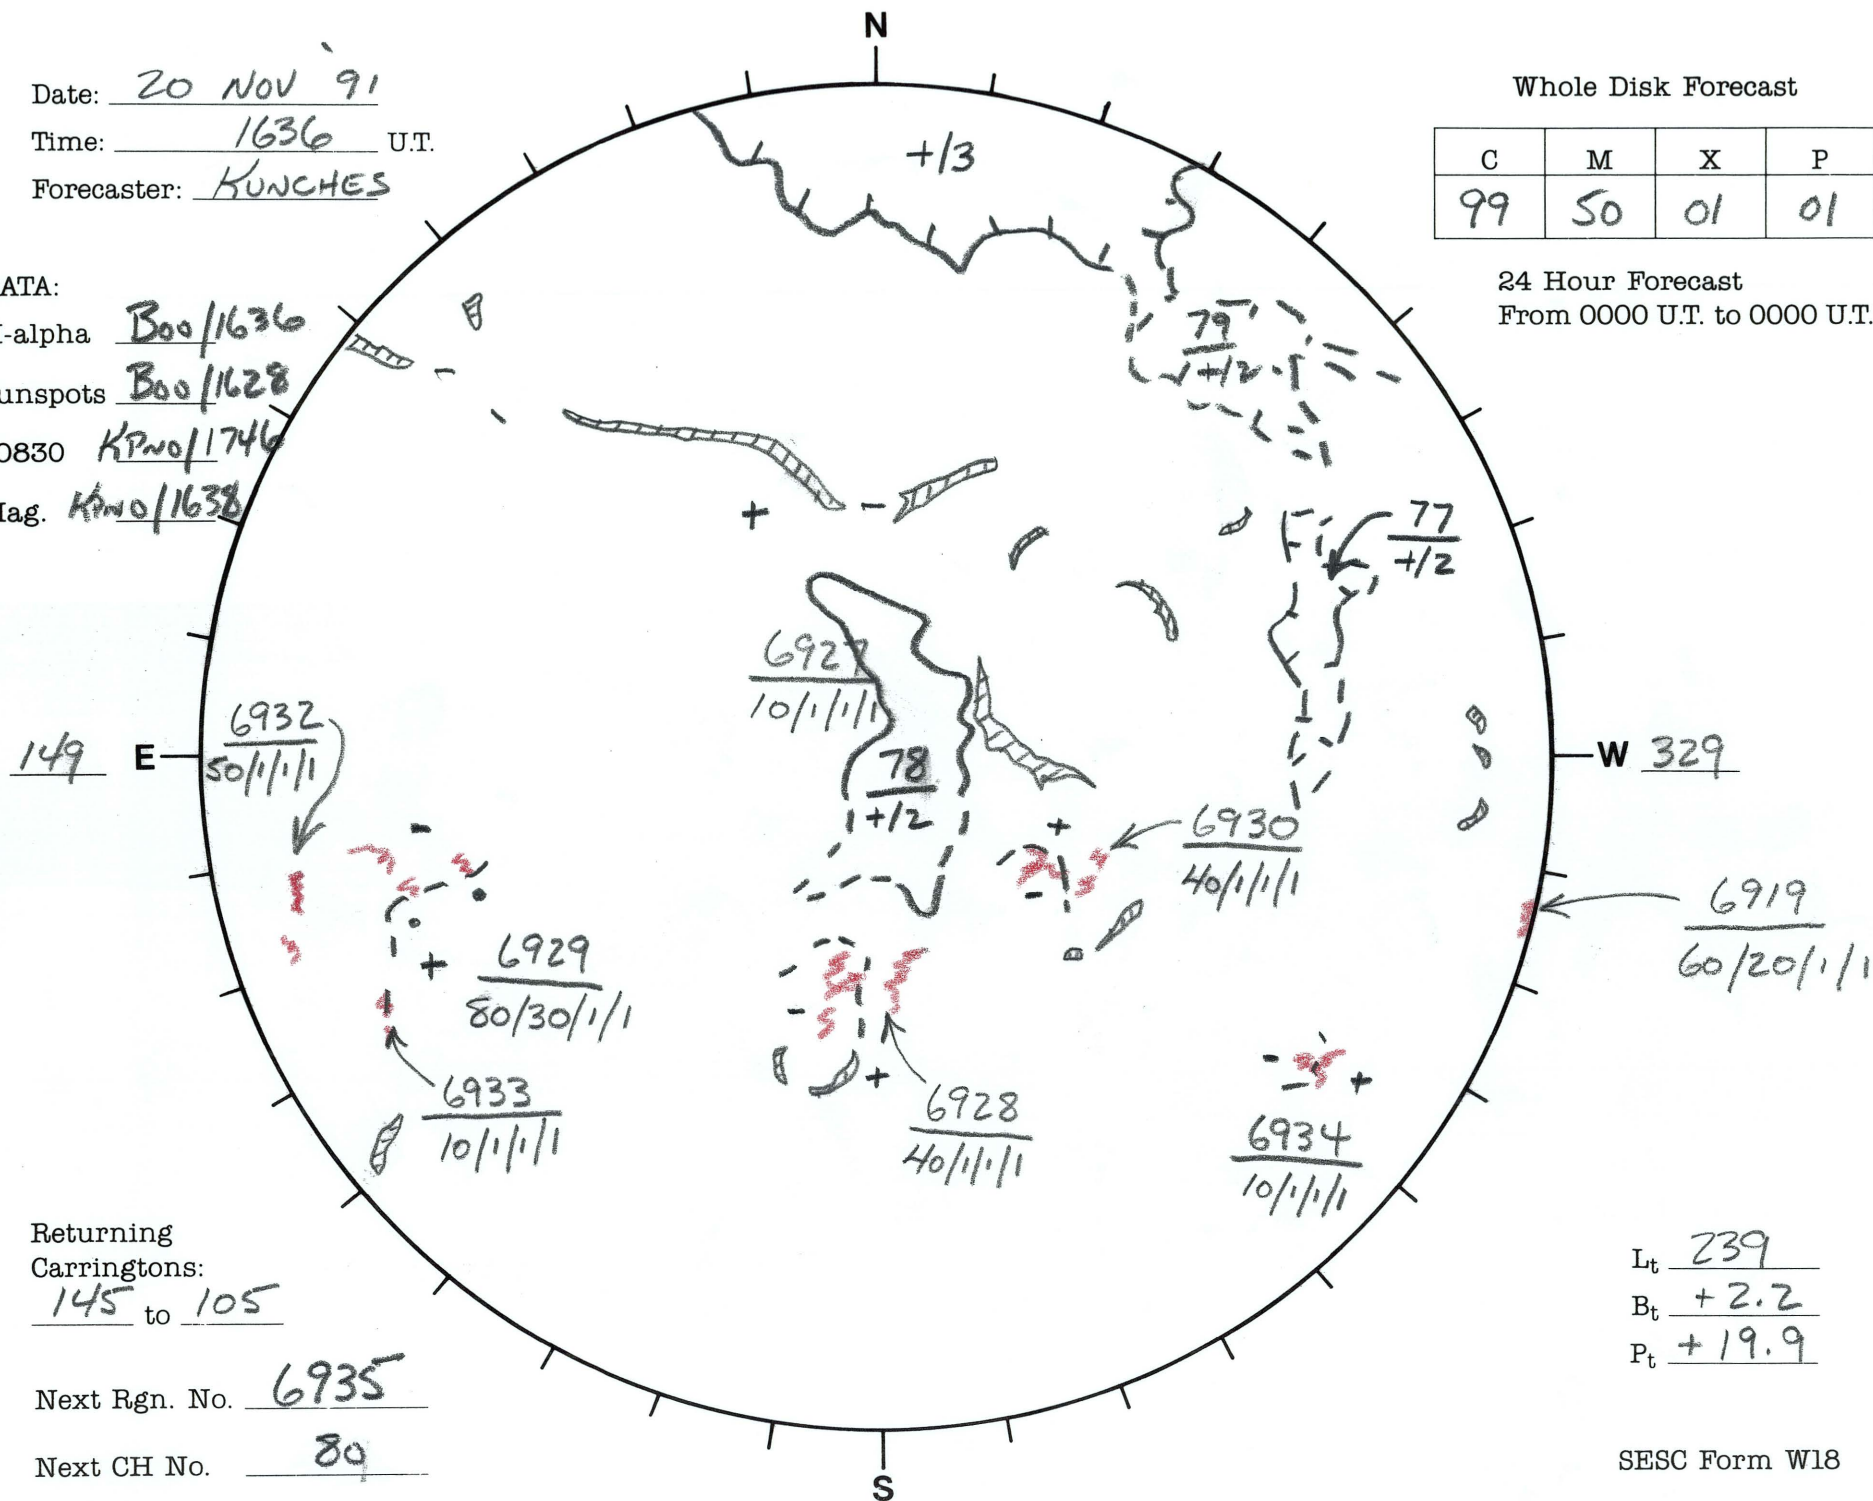 N
Date: 20 NOV '91
Time: 1636 U.T.
Forecaster: KUNCHES
Whole Disk Forecast
C M X P
99 50 01 01
24 Hour Forecast
From 0000 U.T. to 0000 U.T.
+/3
ATA:
-alpha Boo/1636
unspots Boo/1628
0830 KPNO/1746
ag. KPNO/1638
79
+/2
-
+ -
77
+/2
6927
10/1/1/1
6932
50/1/1/1
149 E
W 329
78
+/2
-
+
6930
40/1/1/1
-
6919
60/20/1/1
+
6929
80/30/1/1
-
+
- +
6933
10/1/1/1
6928
40/1/1/1
6934
10/1/1/1
Returning
Carringtons:
145 to 105
Lt 239
Bt +2.2
Pt +19.9
Next Rgn. No. 6935
Next CH No. 80
SESC Form W18
S